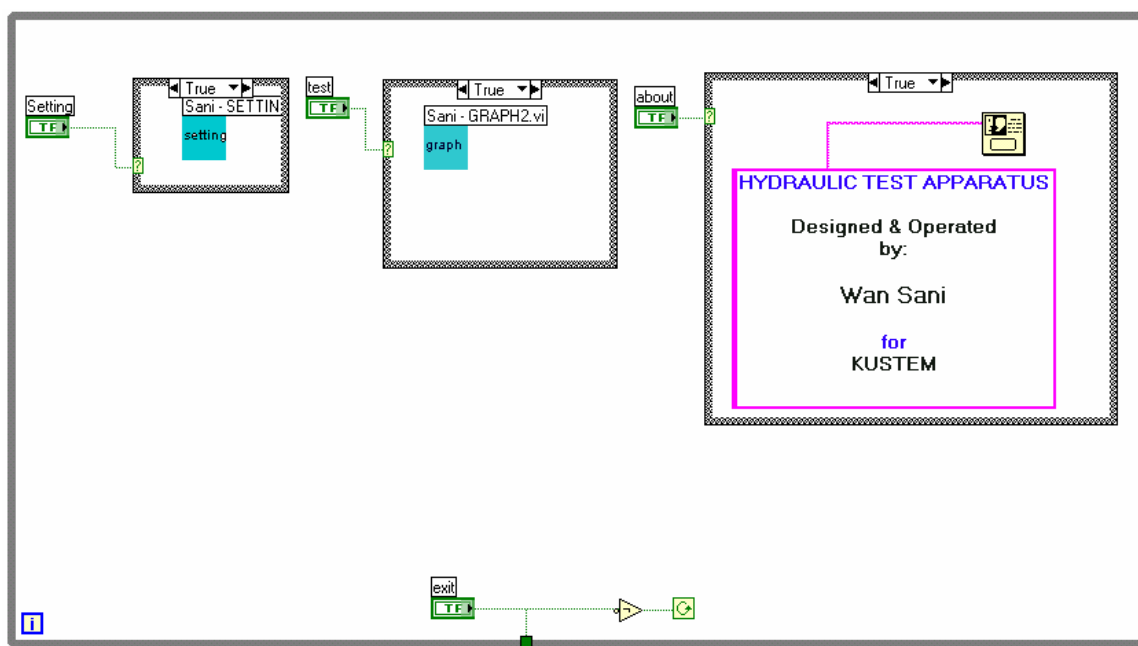 Setting
TF
True
Sani - SETTIN
setting
?
test
TF
True
Sani - GRAPH2.vi
graph
?
about
TF
True
?
HYDRAULIC TEST APPARATUS
Designed & Operated
by:
Wan Sani
for
KUSTEM
exit
TF
i